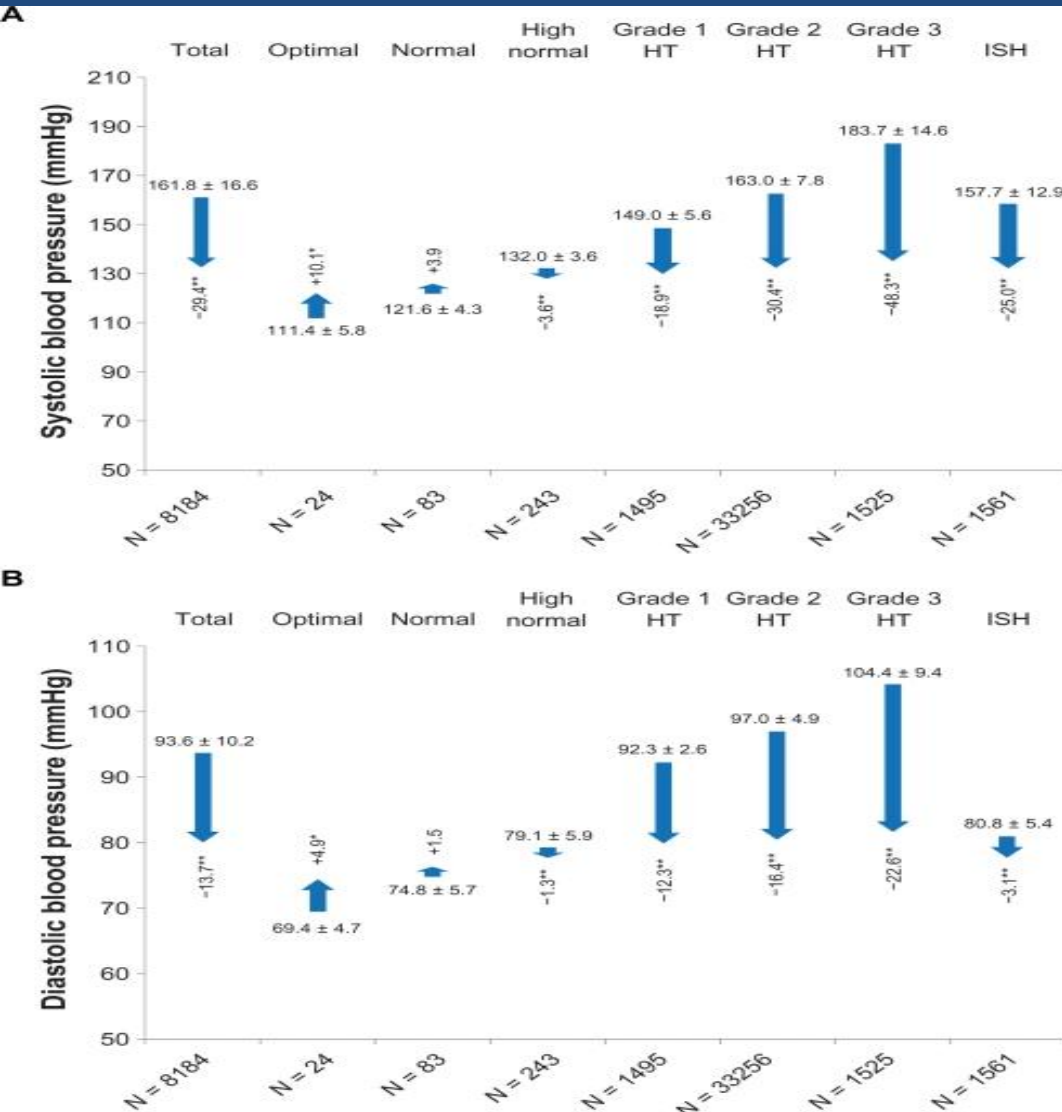 A
Total Optimal Normal High normal Grade 1 HT Grade 2 HT Grade 3 HT ISH
Systolic blood pressure (mmHg)
210
190
170
150
130
110
90
70
50
161.8 ± 16.6
−29.4**
+10.1*
111.4 ± 5.8
+3.9
121.6 ± 4.3
132.0 ± 3.6
−3.6**
149.0 ± 5.6
−18.9**
163.0 ± 7.8
−30.4**
183.7 ± 14.6
−48.3**
157.7 ± 12.9
−25.0**
N = 8184 N = 24 N = 83 N = 243 N = 1495 N = 33256 N = 1525 N = 1561
B
Total Optimal Normal High normal Grade 1 HT Grade 2 HT Grade 3 HT ISH
Diastolic blood pressure (mmHg)
110
100
90
80
70
60
50
93.6 ± 10.2
−13.7**
+4.9*
69.4 ± 4.7
+1.5
74.8 ± 5.7
79.1 ± 5.9
−1.3**
92.3 ± 2.6
−12.3**
97.0 ± 4.9
−16.4**
104.4 ± 9.4
−22.6**
80.8 ± 5.4
−3.1**
N = 8184 N = 24 N = 83 N = 243 N = 1495 N = 33256 N = 1525 N = 1561